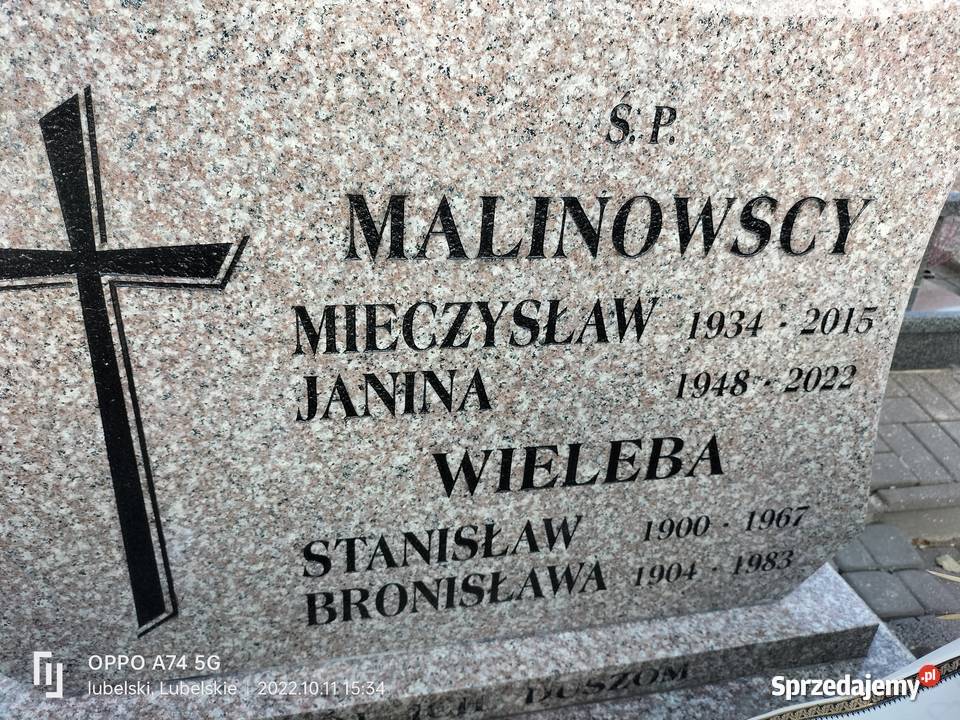 Ś. P.
MALINOWSCY
MIECZYSŁAW 1934 · 2015
JANINA 1948 · 2022
WIELEBA
STANISŁAW 1900 · 1967
BRONISŁAWA 1904 · 1983
ICH DUSZOM
OPPO A74 5G
lubelski, Lubelskie | 2022.10.11 15:34
Sprzedajemy.pl